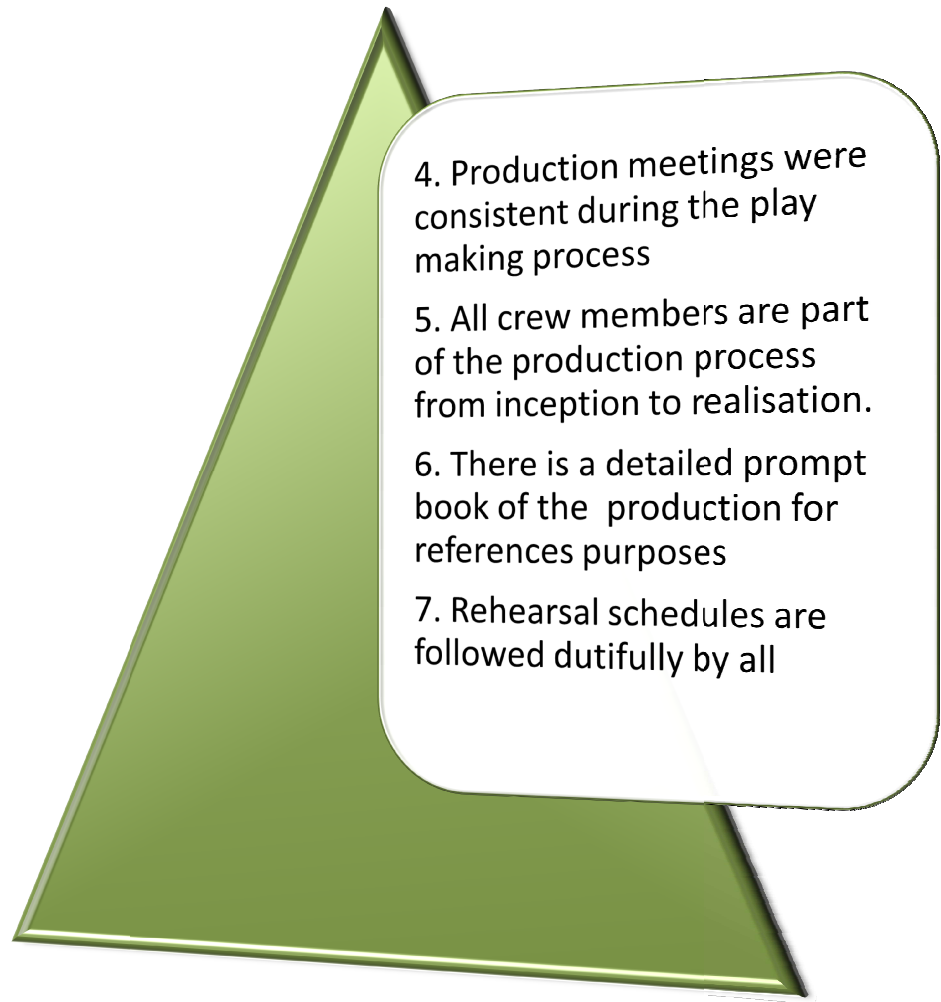 4. Production meetings were
consistent during the play
making process
5. All crew members are part
of the production process
from inception to realisation.
6. There is a detailed prompt
book of the  production for
references purposes
7. Rehearsal schedules are
followed dutifully by all